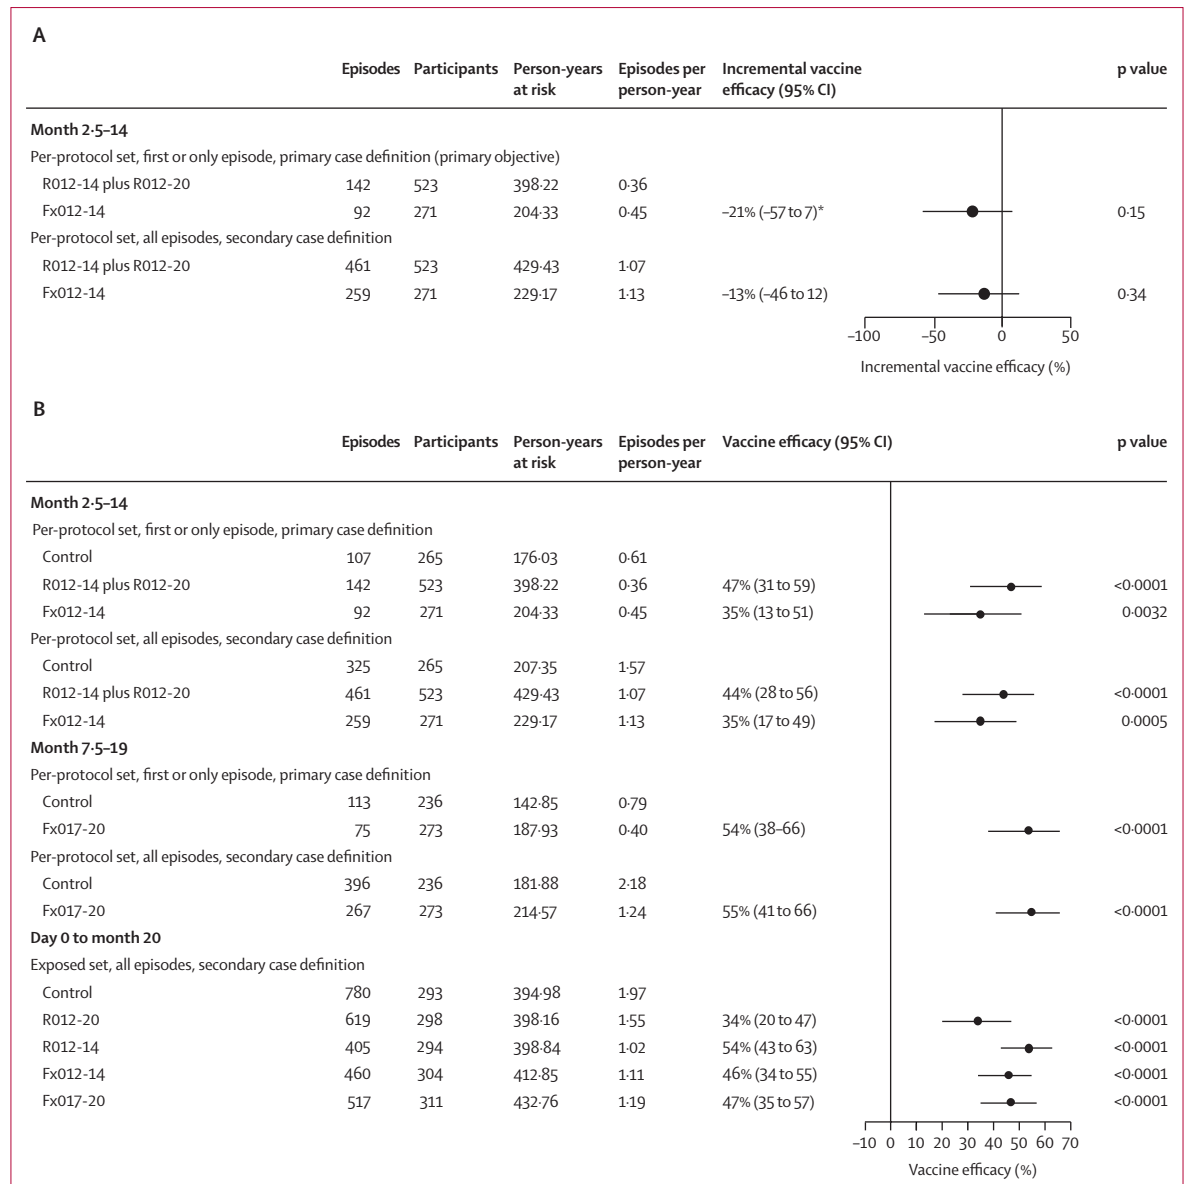 A
Episodes Participants Person-years at risk Episodes per person-year Incremental vaccine efficacy (95% CI) p value
Month 2·5–14
Per-protocol set, first or only episode, primary case definition (primary objective)
R012-14 plus R012-20 142 523 398·22 0·36
Fx012-14 92 271 204·33 0·45 –21% (–57 to 7)* 0·15
Per-protocol set, all episodes, secondary case definition
R012-14 plus R012-20 461 523 429·43 1·07
Fx012-14 259 271 229·17 1·13 –13% (–46 to 12) 0·34
–100 –50 0 50
Incremental vaccine efficacy (%)
B
Episodes Participants Person-years at risk Episodes per person-year Vaccine efficacy (95% CI) p value
Month 2·5–14
Per-protocol set, first or only episode, primary case definition
Control 107 265 176·03 0·61
R012-14 plus R012-20 142 523 398·22 0·36 47% (31 to 59) <0·0001
Fx012-14 92 271 204·33 0·45 35% (13 to 51) 0·0032
Per-protocol set, all episodes, secondary case definition
Control 325 265 207·35 1·57
R012-14 plus R012-20 461 523 429·43 1·07 44% (28 to 56) <0·0001
Fx012-14 259 271 229·17 1·13 35% (17 to 49) 0·0005
Month 7·5–19
Per-protocol set, first or only episode, primary case definition
Control 113 236 142·85 0·79
Fx017-20 75 273 187·93 0·40 54% (38–66) <0·0001
Per-protocol set, all episodes, secondary case definition
Control 396 236 181·88 2·18
Fx017-20 267 273 214·57 1·24 55% (41 to 66) <0·0001
Day 0 to month 20
Exposed set, all episodes, secondary case definition
Control 780 293 394·98 1·97
R012-20 619 298 398·16 1·55 34% (20 to 47) <0·0001
R012-14 405 294 398·84 1·02 54% (43 to 63) <0·0001
Fx012-14 460 304 412·85 1·11 46% (34 to 55) <0·0001
Fx017-20 517 311 432·76 1·19 47% (35 to 57) <0·0001
–10 0 10 20 30 40 50 60 70
Vaccine efficacy (%)